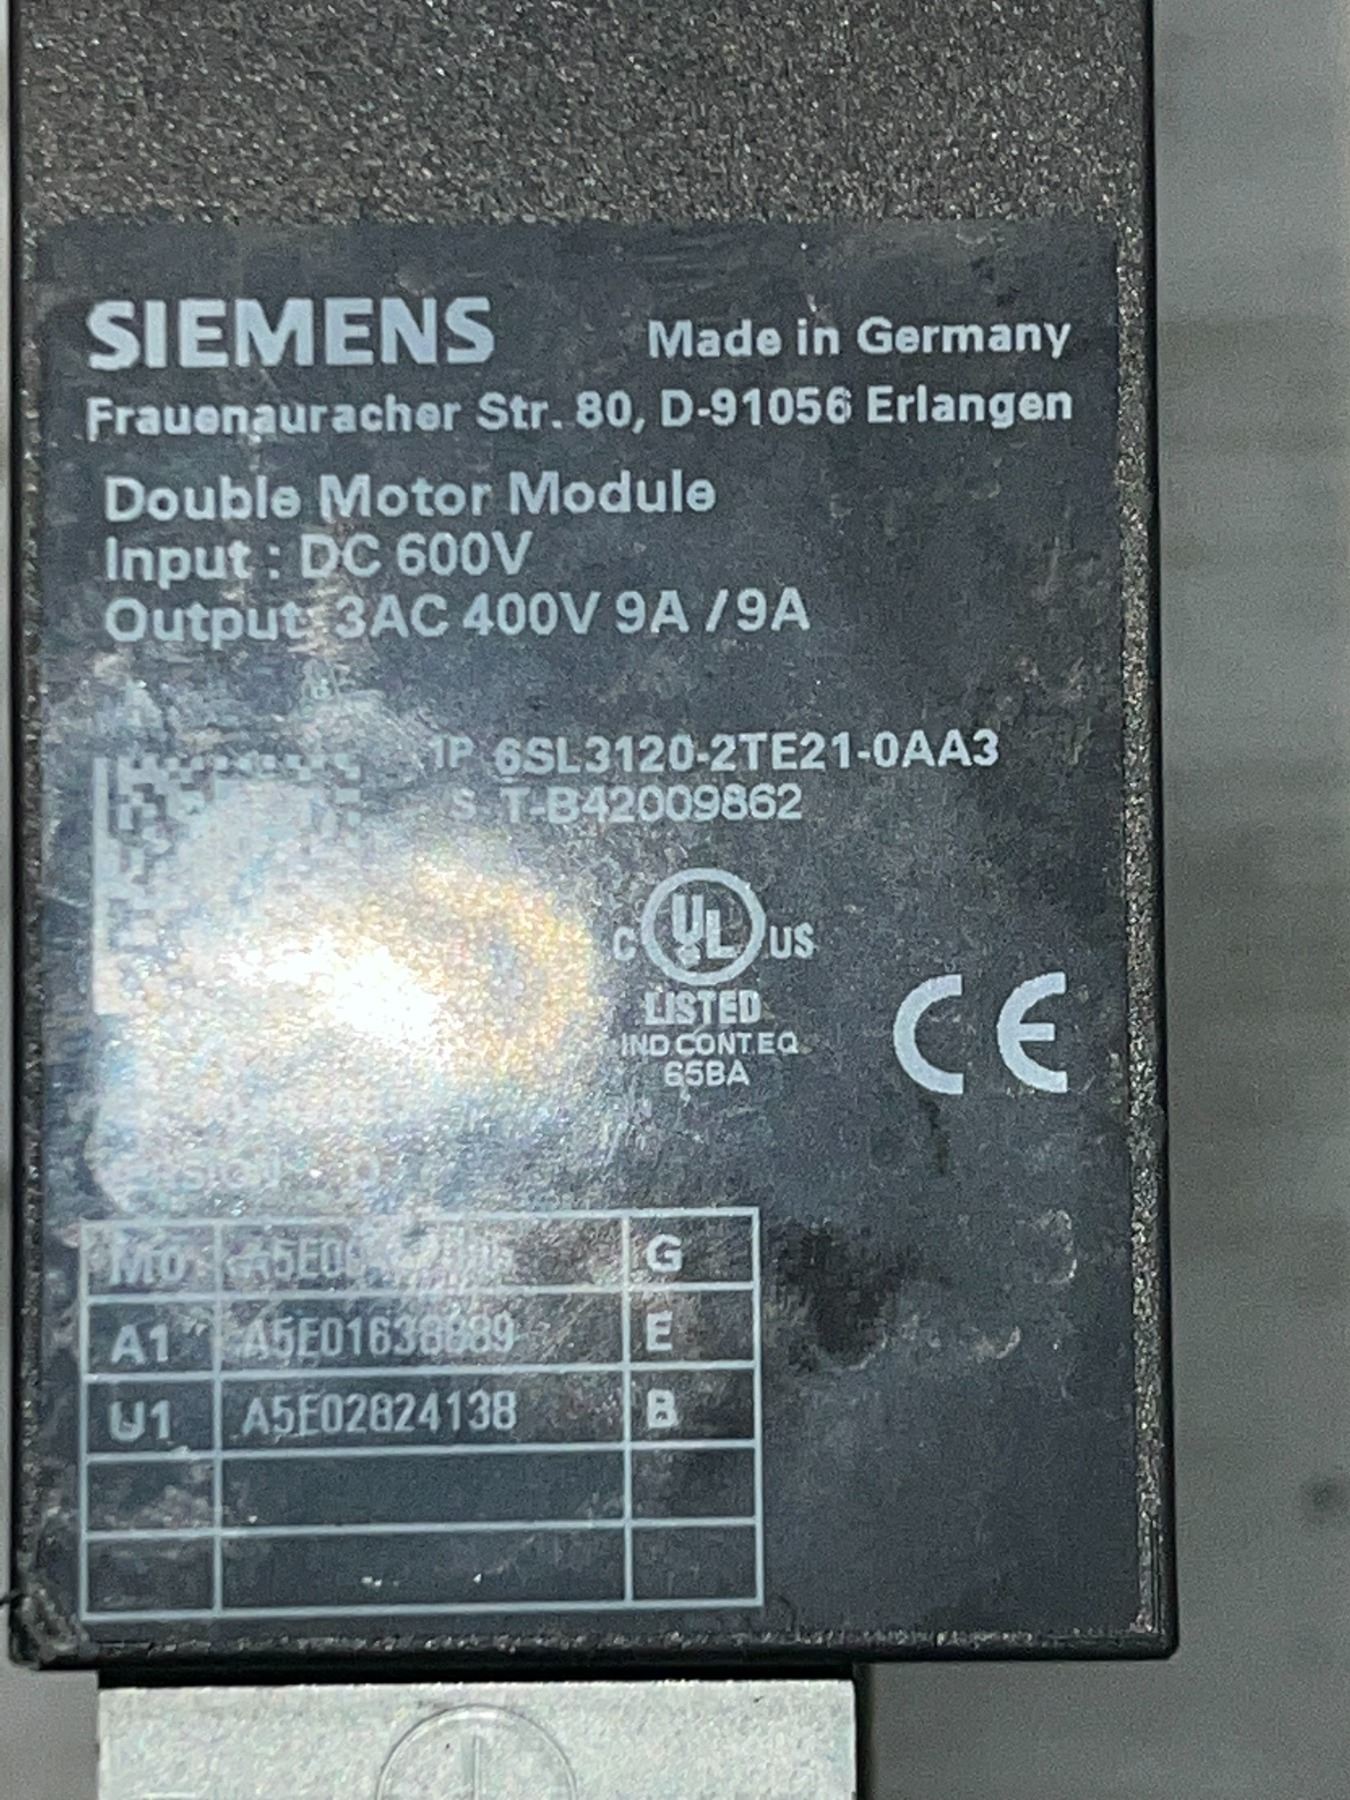 SIEMENS Made in Germany
Frauenauracher Str. 80, D-91056 Erlangen
Double Motor Module
Input : DC 600V
Output: 3AC 400V 9A / 9A
1P 6SL3120-2TE21-0AA3
S T-B42009862
C UL US
LISTED
IND CONT EQ
65BA
CE
M0 G
A1 E
U1 A5E02824138 B